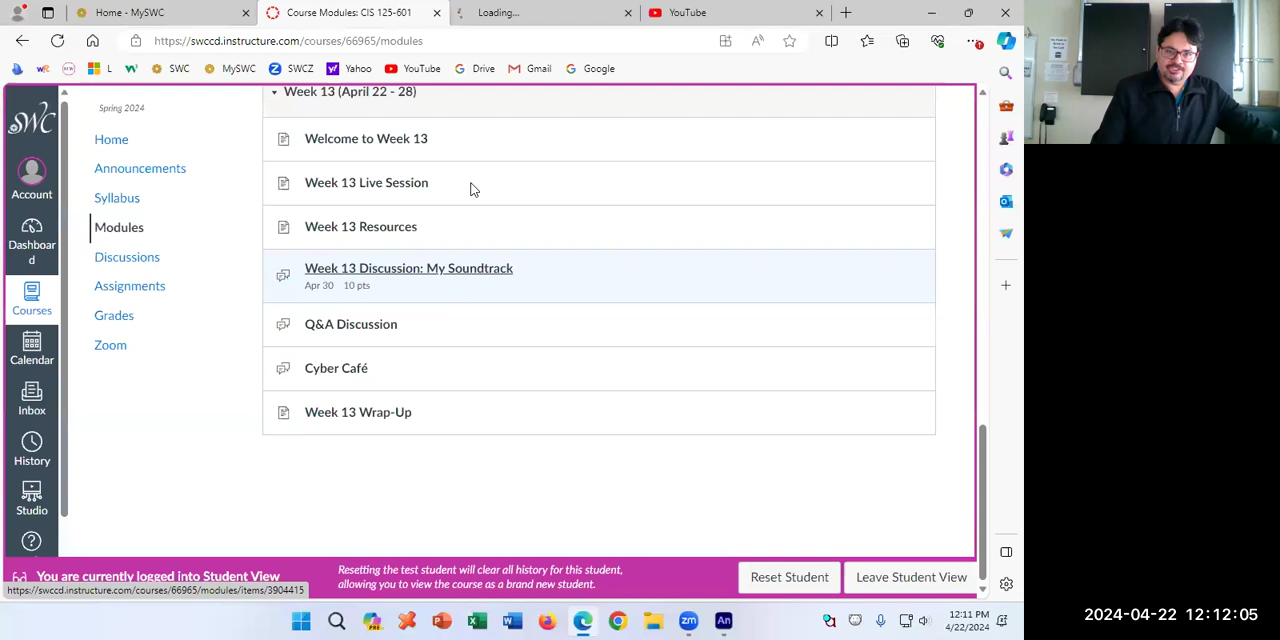 Home - MySWC
Course Modules: CIS 125-601
Loading...
YouTube
https://swccd.instructure.com/courses/66965/modules
L
SWC
MySWC
SWCZ
Yahoo
YouTube
Drive
Gmail
Google
SWC
Account
Dashboar
d
Courses
Calendar
Inbox
History
Studio
Spring 2024
Home
Announcements
Syllabus
Modules
Discussions
Assignments
Grades
Zoom
Week 13 (April 22 - 28)
Welcome to Week 13
Week 13 Live Session
Week 13 Resources
Week 13 Discussion: My Soundtrack
Apr 30 10 pts
Q&A Discussion
Cyber Café
Week 13 Wrap-Up
You are currently logged into Student View
Resetting the test student will clear all history for this student,
allowing you to view the course as a brand new student.
Reset Student
Leave Student View
https://swccd.instructure.com/courses/66965/modules/items/3904415
12:11 PM
4/22/2024
2024-04-22 12:12:05